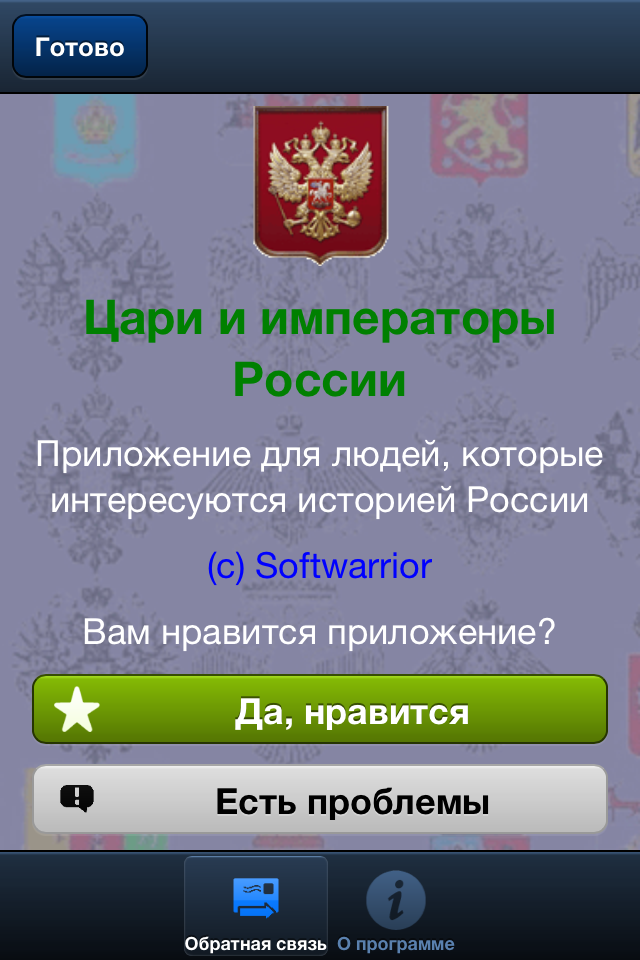 Готово
Цари и императоры
России
Приложение для людей, которые
интересуются историей России
(c) Softwarrior
Вам нравится приложение?
Да, нравится
Есть проблемы
Обратная связь
О программе